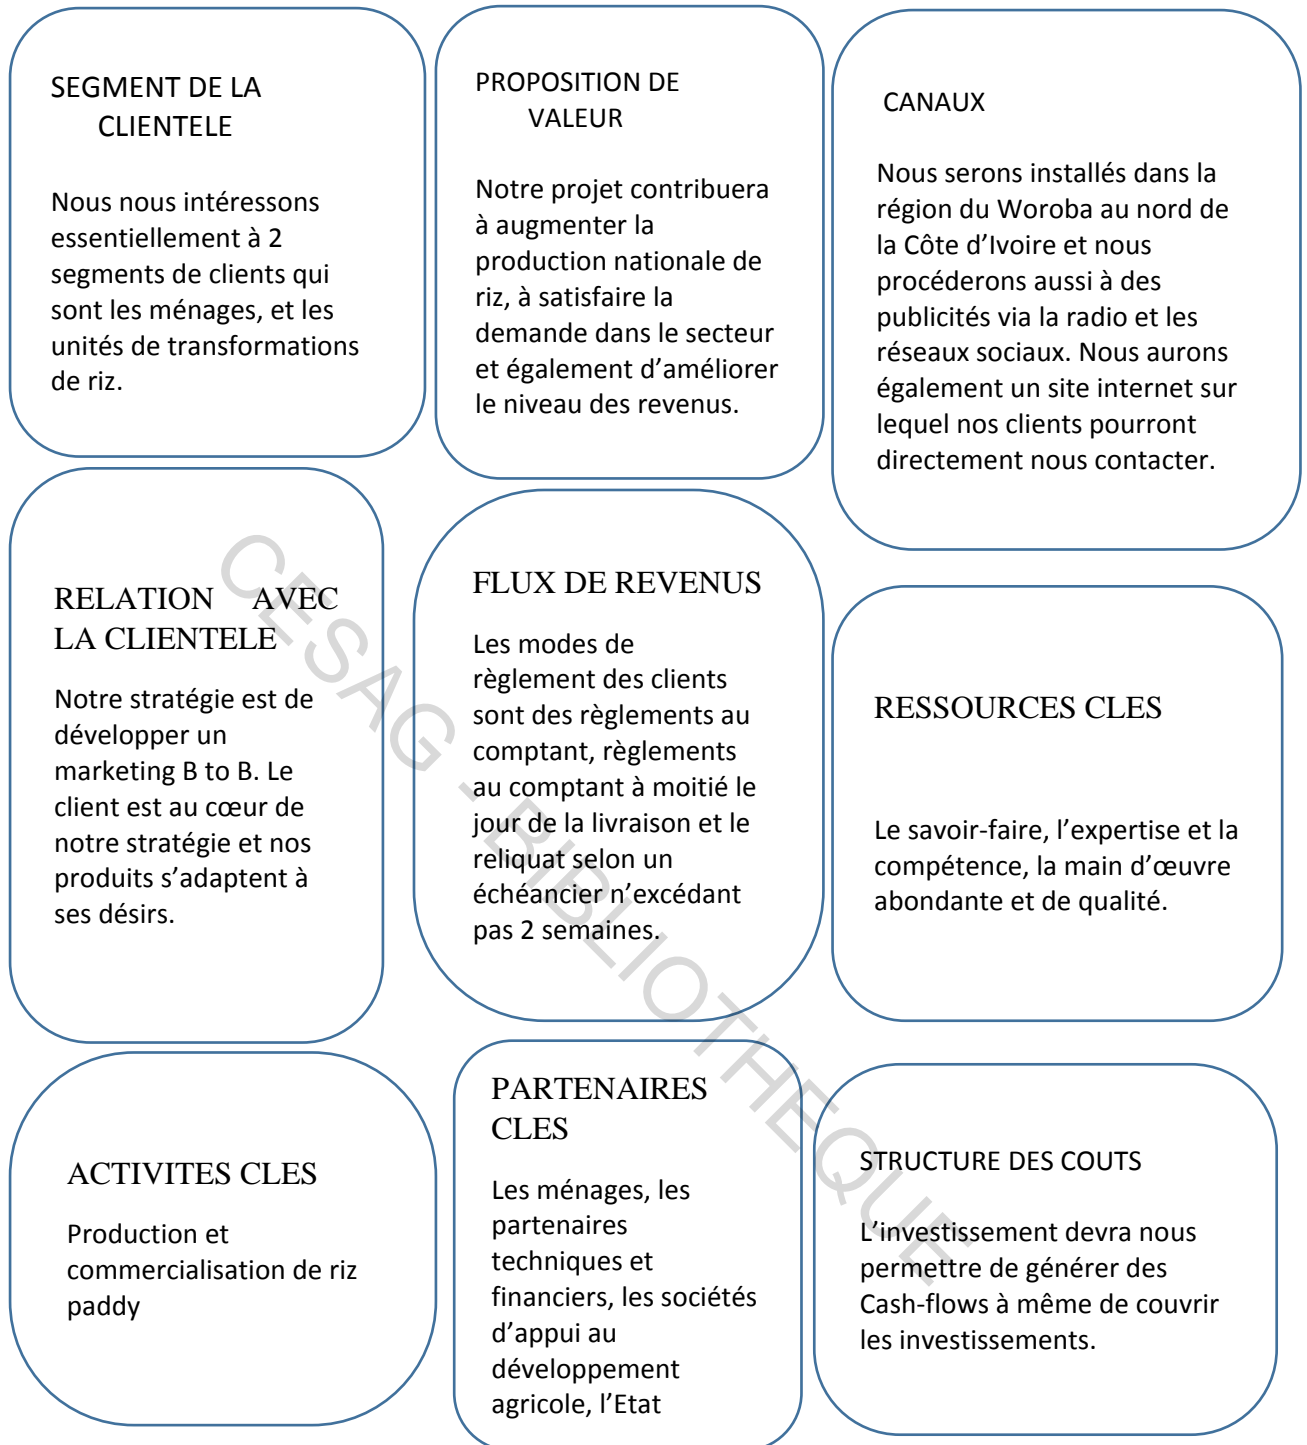 SEGMENT DE LA
CLIENTELE
Nous nous intéressons
essentiellement à 2
segments de clients qui
sont les ménages, et les
unités de transformations
de riz.
PROPOSITION DE
VALEUR
Notre projet contribuera
à augmenter la
production nationale de
riz, à satisfaire la
demande dans le secteur
et également d’améliorer
le niveau des revenus.
CANAUX
Nous serons installés dans la
région du Woroba au nord de
la Côte d’Ivoire et nous
procéderons aussi à des
publicités via la radio et les
réseaux sociaux. Nous aurons
également un site internet sur
lequel nos clients pourront
directement nous contacter.
RELATION AVEC
LA CLIENTELE
Notre stratégie est de
développer un
marketing B to B. Le
client est au cœur de
notre stratégie et nos
produits s’adaptent à
ses désirs.
FLUX DE REVENUS
Les modes de
règlement des clients
sont des règlements au
comptant, règlements
au comptant à moitié le
jour de la livraison et le
reliquat selon un
échéancier n’excédant
pas 2 semaines.
RESSOURCES CLES
Le savoir-faire, l’expertise et la
compétence, la main d’œuvre
abondante et de qualité.
ACTIVITES CLES
Production et
commercialisation de riz
paddy
PARTENAIRES
CLES
Les ménages, les
partenaires
techniques et
financiers, les sociétés
d’appui au
développement
agricole, l’Etat
STRUCTURE DES COUTS
L’investissement devra nous
permettre de générer des
Cash-flows à même de couvrir
les investissements.
CESAG - BIBLIOTHEQUE